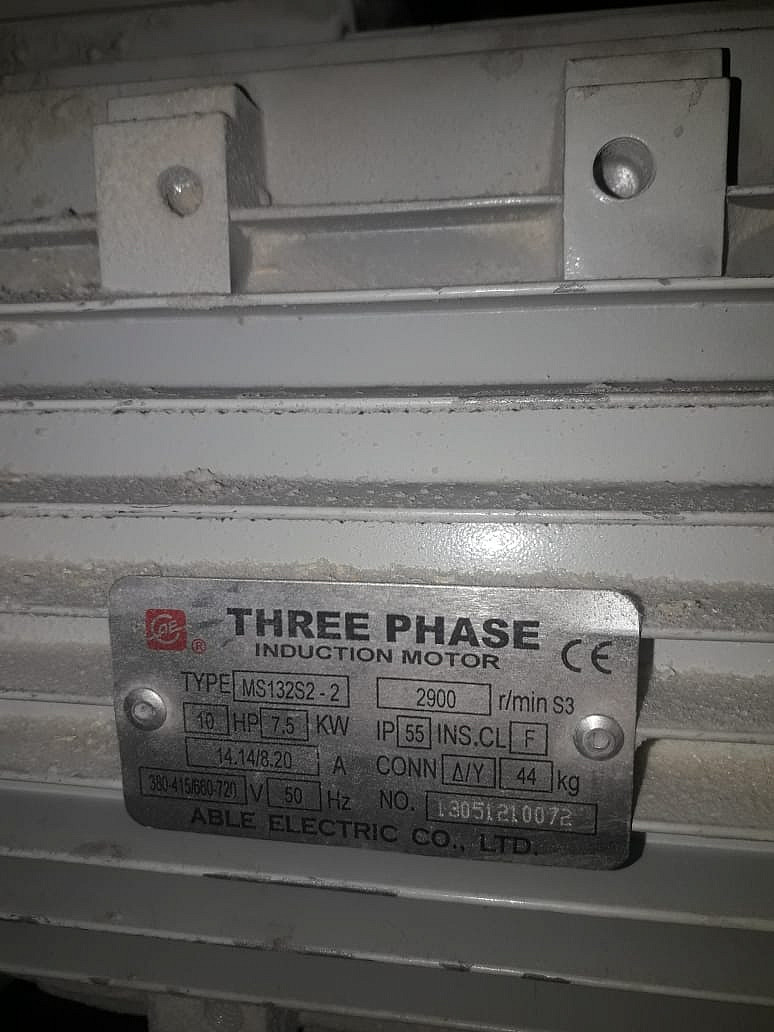 AE ®
THREE PHASE
INDUCTION MOTOR
CE
TYPE MS132S2-2 2900 r/min S3
10 HP 7.5 KW IP 55 INS.CL F
14.14/8.20 A CONN Δ/Y 44 kg
380-415/660-720 V 50 Hz NO. 13051210072
ABLE ELECTRIC CO., LTD.